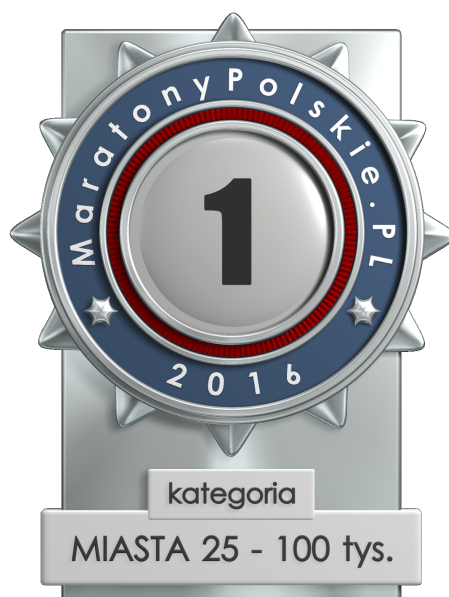 MaratonyPolskie.PL
1
2016
kategoria
MIASTA 25 - 100 tys.